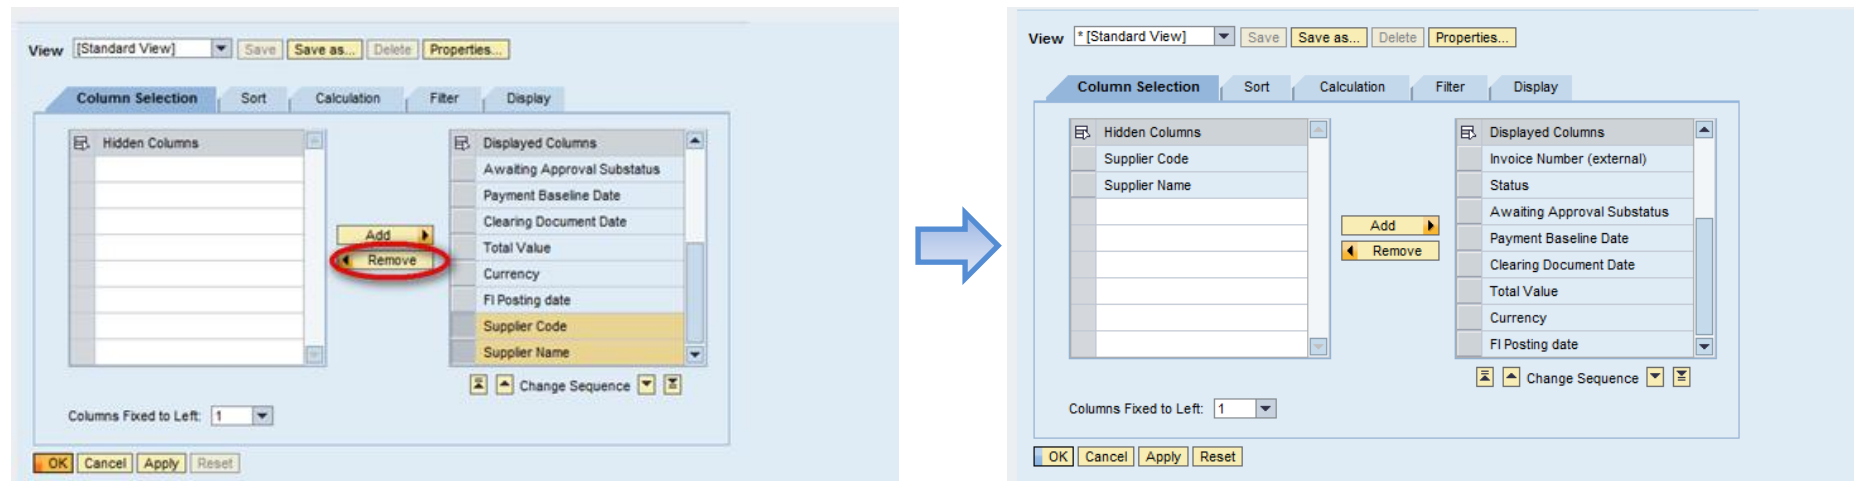 View [Standard View] Save Save as... Delete Properties...
Column Selection Sort Calculation Filter Display
Hidden Columns
Add
Remove
Displayed Columns
Awaiting Approval Substatus
Payment Baseline Date
Clearing Document Date
Total Value
Currency
FI Posting date
Supplier Code
Supplier Name
Change Sequence
Columns Fixed to Left: 1
OK Cancel Apply Reset
View * [Standard View] Save Save as... Delete Properties...
Column Selection Sort Calculation Filter Display
Hidden Columns
Supplier Code
Supplier Name
Add
Remove
Displayed Columns
Invoice Number (external)
Status
Awaiting Approval Substatus
Payment Baseline Date
Clearing Document Date
Total Value
Currency
FI Posting date
Change Sequence
Columns Fixed to Left: 1
OK Cancel Apply Reset